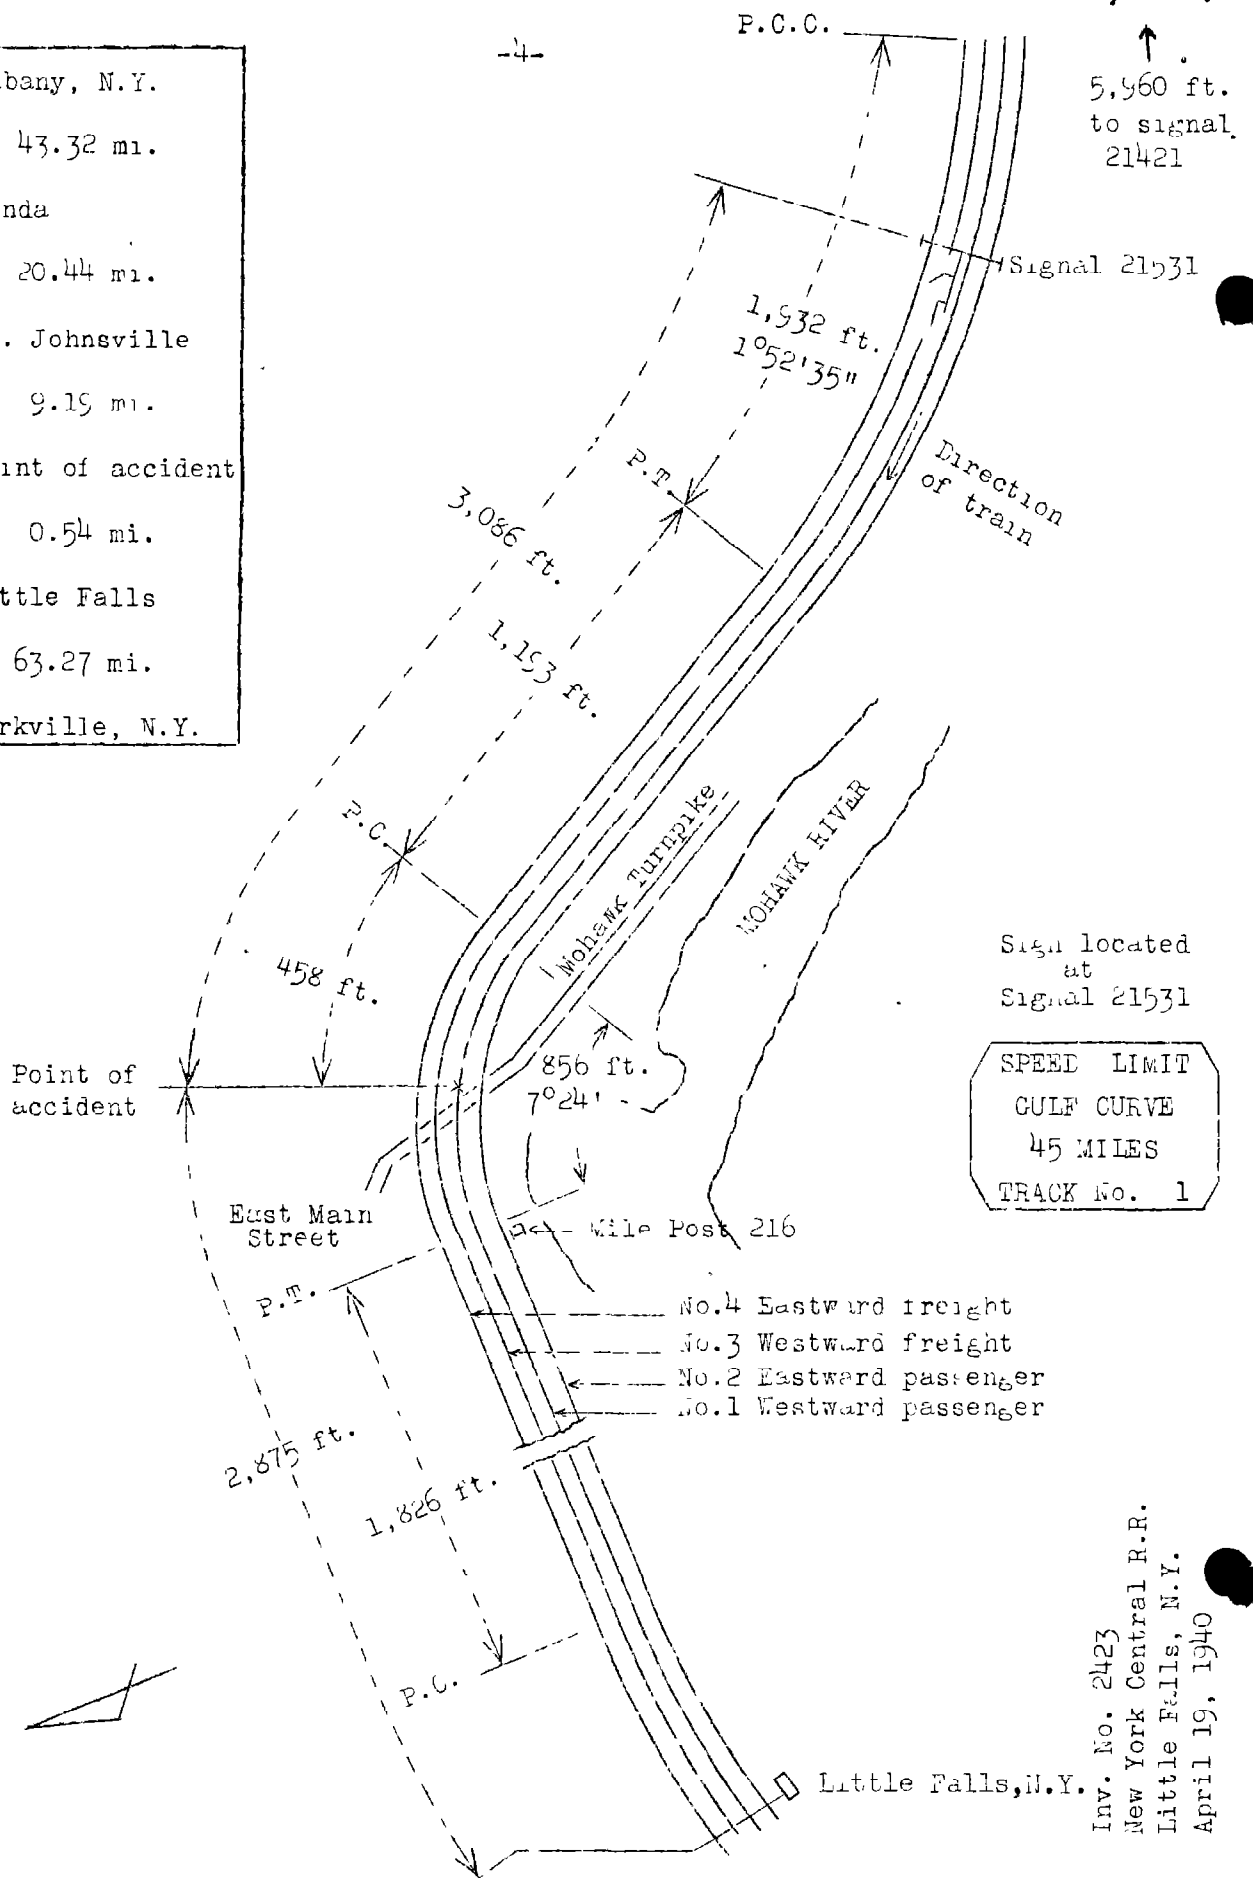 -4-
P.C.C.
5,960 ft.
to signal
21421
bany, N.Y.
43.32 mi.
nda
20.44 mi.
. Johnsville
9.19 mi.
int of accident
0.54 mi.
ttle Falls
63.27 mi.
rkville, N.Y.
Signal 21531
1,932 ft.
1°52'35"
Direction
of train
P.T.
3,086 ft.
1,193 ft.
P.C.
Mohawk Turnpike
MOHAWK RIVER
458 ft.
Sign located
at
Signal 21531
SPEED LIMIT
GULF CURVE
45 MILES
TRACK No. 1
Point of
accident
856 ft.
7°24'
East Main
Street
Mile Post 216
P.T.
No.4 Eastward freight
No.3 Westward freight
No.2 Eastward passenger
No.1 Westward passenger
2,875 ft.
1,826 ft.
P.C.
Little Falls, N.Y.
Inv. No. 2423
New York Central R.R.
Little Falls, N.Y.
April 19, 1940